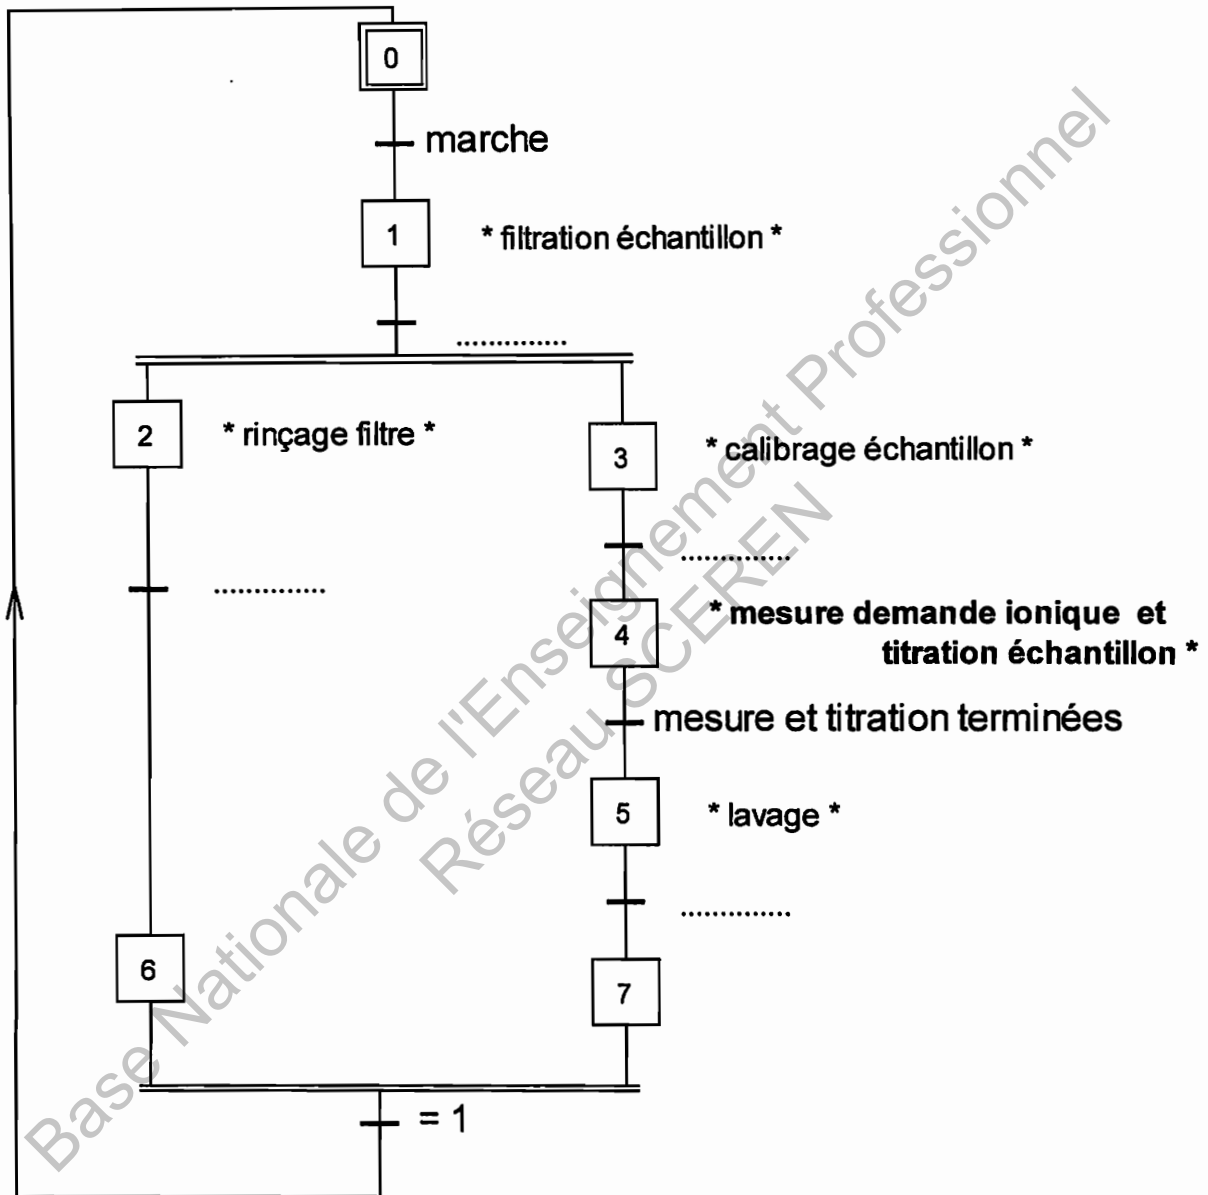 0
marche
1
* filtration échantillon *
..............
2
* rinçage filtre *
3
* calibrage échantillon *
..............
..............
4
* mesure demande ionique et
titration échantillon *
mesure et titration terminées
5
* lavage *
..............
6
7
= 1
Base Nationale de l'Enseignement Professionnel
Réseau SCEREN